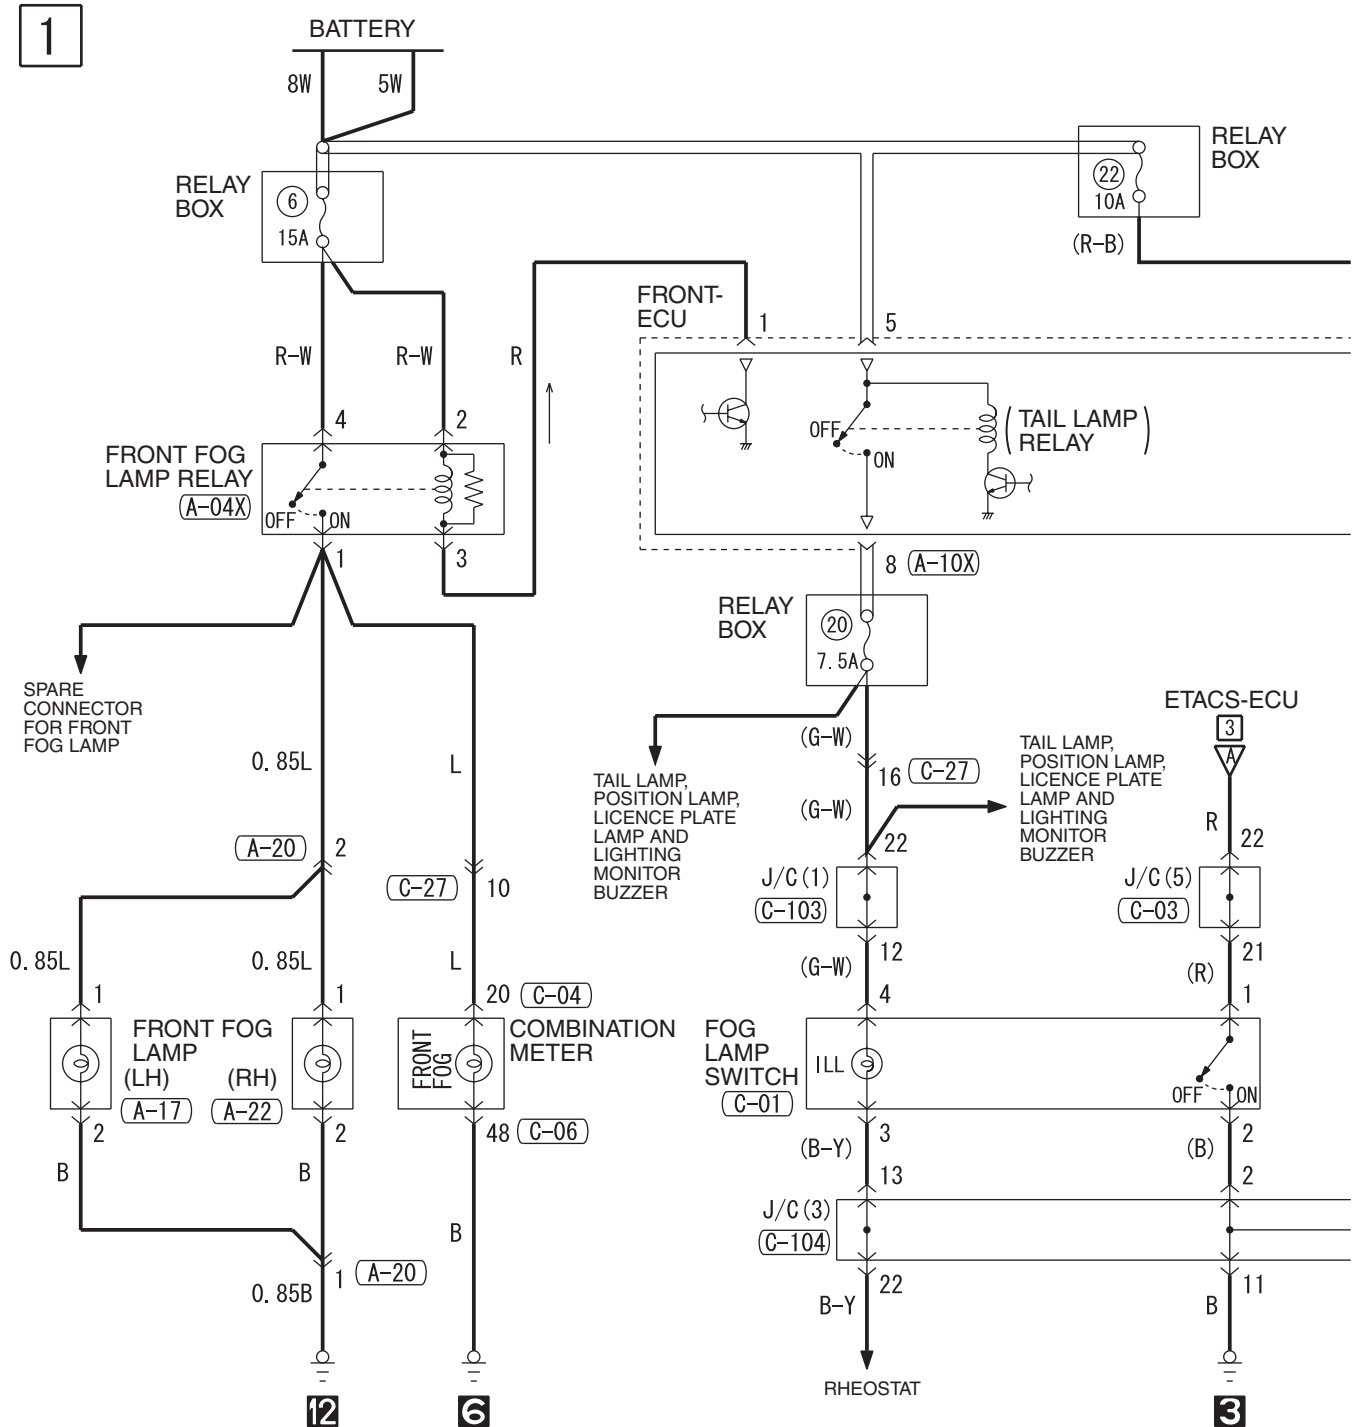 1
BATTERY
8W
5W
RELAY
BOX
6
15A
RELAY
BOX
22
10A
(R-B)
FRONT-
ECU
1
5
R-W
R-W
R
4
2
FRONT FOG
LAMP RELAY
A-04X
OFF
ON
1
3
OFF
ON
(TAIL LAMP
RELAY)
8
A-10X
RELAY
BOX
20
7.5A
SPARE
CONNECTOR
FOR FRONT
FOG LAMP
ETACS-ECU
3
A
0.85L
L
(G-W)
16
C-27
(G-W)
TAIL LAMP,
POSITION LAMP,
LICENCE PLATE
LAMP AND
LIGHTING
MONITOR
BUZZER
TAIL LAMP,
POSITION LAMP,
LICENCE PLATE
LAMP AND
LIGHTING
MONITOR
BUZZER
R
22
22
A-20
2
C-27
10
J/C(1)
C-103
J/C(5)
C-03
12
21
0.85L
0.85L
L
(G-W)
(R)
1
1
20
C-04
4
1
FRONT FOG
LAMP
(LH)
(RH)
A-17
A-22
FRONT
FOG
COMBINATION
METER
FOG
LAMP
SWITCH
C-01
ILL
OFF
ON
2
2
48
C-06
3
2
B
B
(B-Y)
(B)
13
2
B
J/C(3)
C-104
1
A-20
0.85B
22
11
B-Y
B
RHEOSTAT
12
6
3